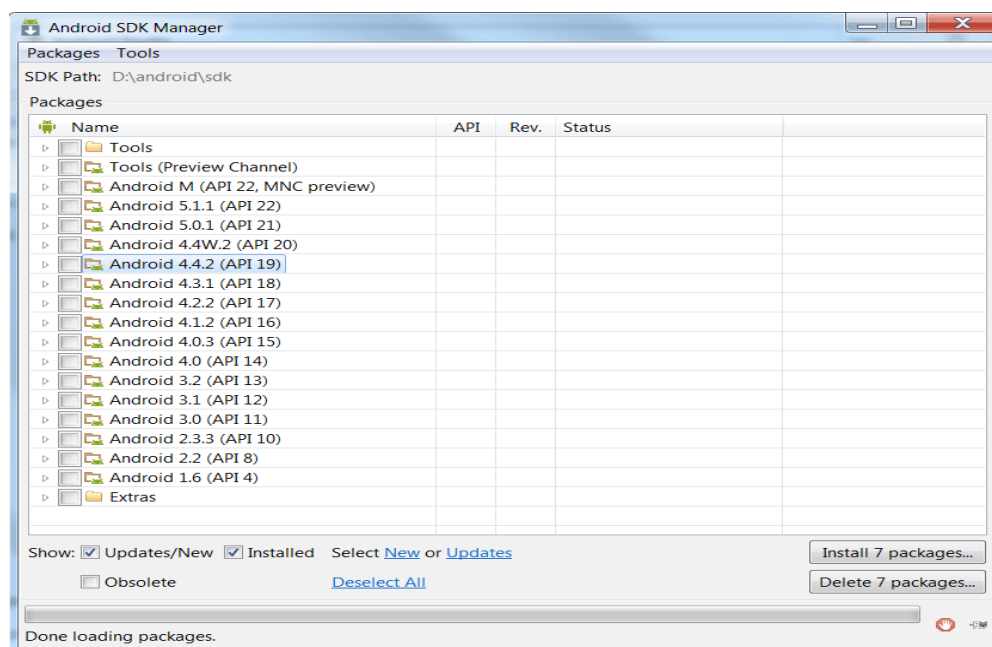 Android SDK Manager
Packages Tools
SDK Path: D:\android\sdk
Packages
Name API Rev. Status
Tools
Tools (Preview Channel)
Android M (API 22, MNC preview)
Android 5.1.1 (API 22)
Android 5.0.1 (API 21)
Android 4.4W.2 (API 20)
Android 4.4.2 (API 19)
Android 4.3.1 (API 18)
Android 4.2.2 (API 17)
Android 4.1.2 (API 16)
Android 4.0.3 (API 15)
Android 4.0 (API 14)
Android 3.2 (API 13)
Android 3.1 (API 12)
Android 3.0 (API 11)
Android 2.3.3 (API 10)
Android 2.2 (API 8)
Android 1.6 (API 4)
Extras
Show: Updates/New Installed Select New or Updates Install 7 packages...
Obsolete Deselect All Delete 7 packages...
Done loading packages.